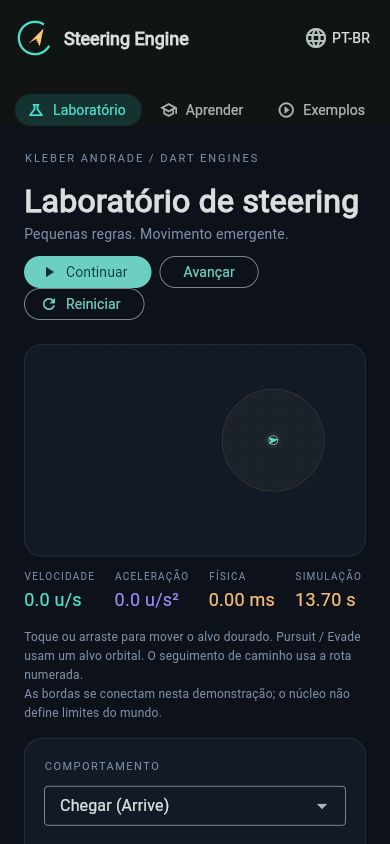 Steering Engine
PT-BR
Laboratório
Aprender
Exemplos
KLEBER ANDRADE / DART ENGINES
Laboratório de steering
Pequenas regras. Movimento emergente.
Continuar
Avançar
Reiniciar
VELOCIDADE ACELERAÇÃO FÍSICA SIMULAÇÃO
0.0 u/s 0.0 u/s² 0.00 ms 13.70 s
Toque ou arraste para mover o alvo dourado. Pursuit / Evade
usam um alvo orbital. O seguimento de caminho usa a rota
numerada.
As bordas se conectam nesta demonstração; o núcleo não
define limites do mundo.
COMPORTAMENTO
Chegar (Arrive)